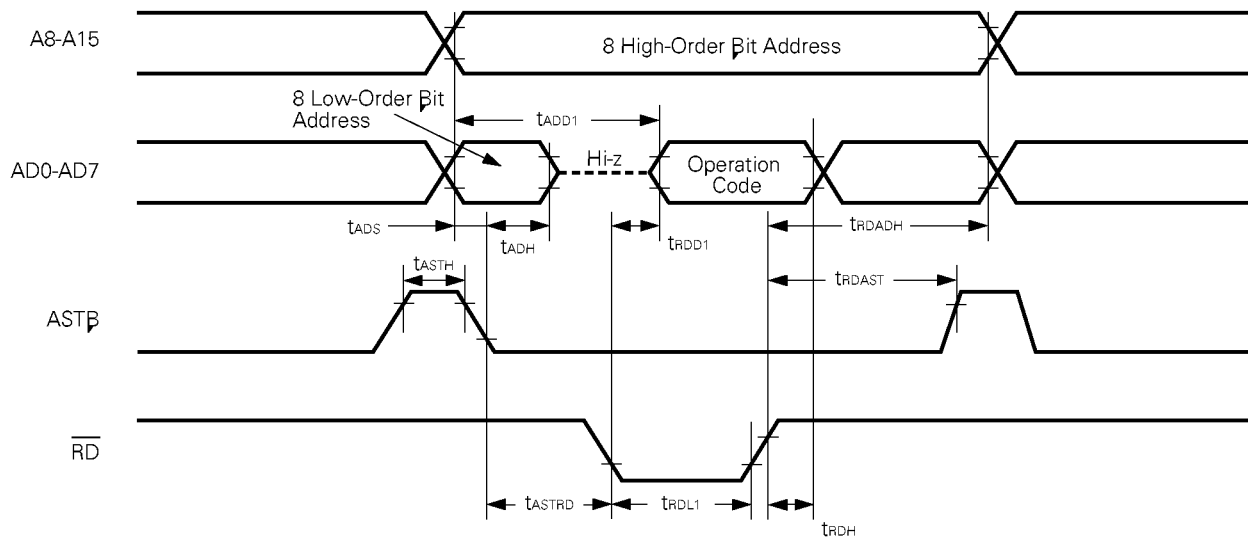 A8-A15
8 High-Order Bit Address
8 Low-Order Bit
Address
tADD1
AD0-AD7
Hi-z
Operation
Code
tADS
tADH
tRDD1
tRDADH
tASTH
tRDAST
ASTB
RD
tASTRD
tRDL1
tRDH